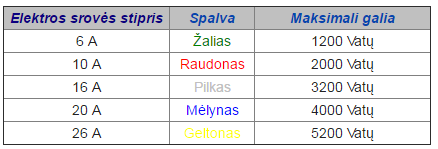 Elektros srovės stipris Spalva Maksimali galia
6 A Žalias 1200 Vatų
10 A Raudonas 2000 Vatų
16 A Pilkas 3200 Vatų
20 A Mėlynas 4000 Vatų
26 A Geltonas 5200 Vatų